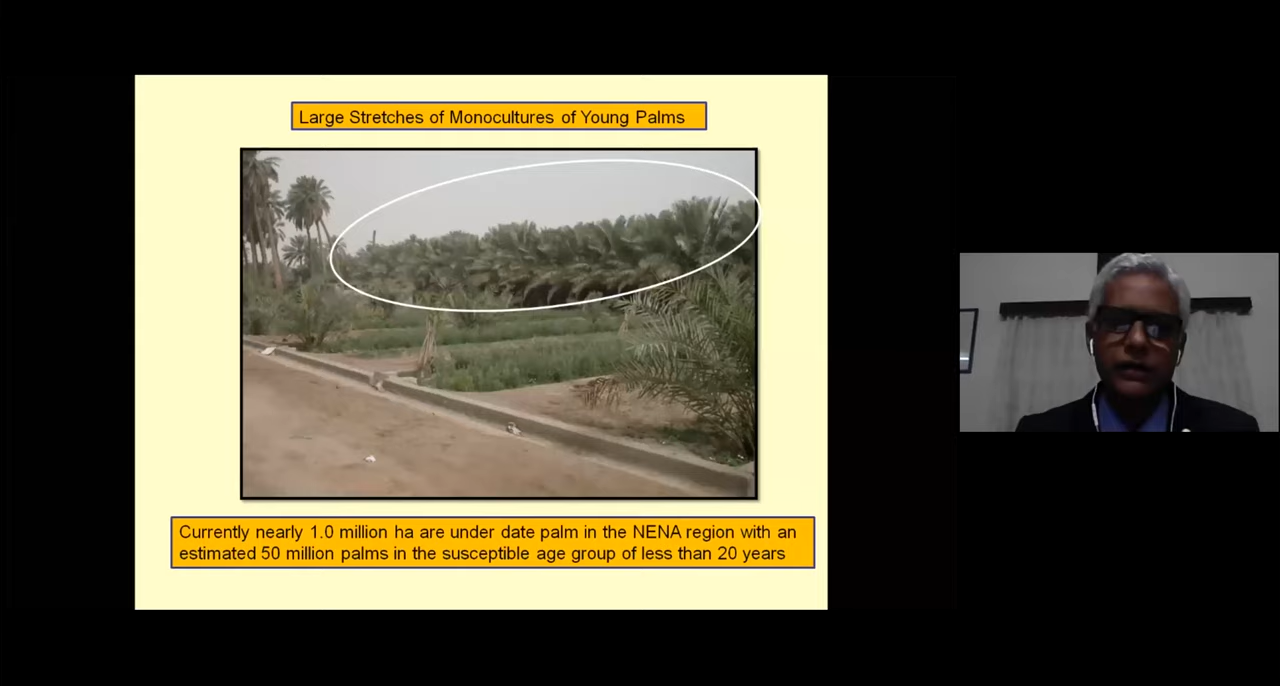 Large Stretches of Monocultures of Young Palms
Currently nearly 1.0 million ha are under date palm in the NENA region with an
estimated 50 million palms in the susceptible age group of less than 20 years